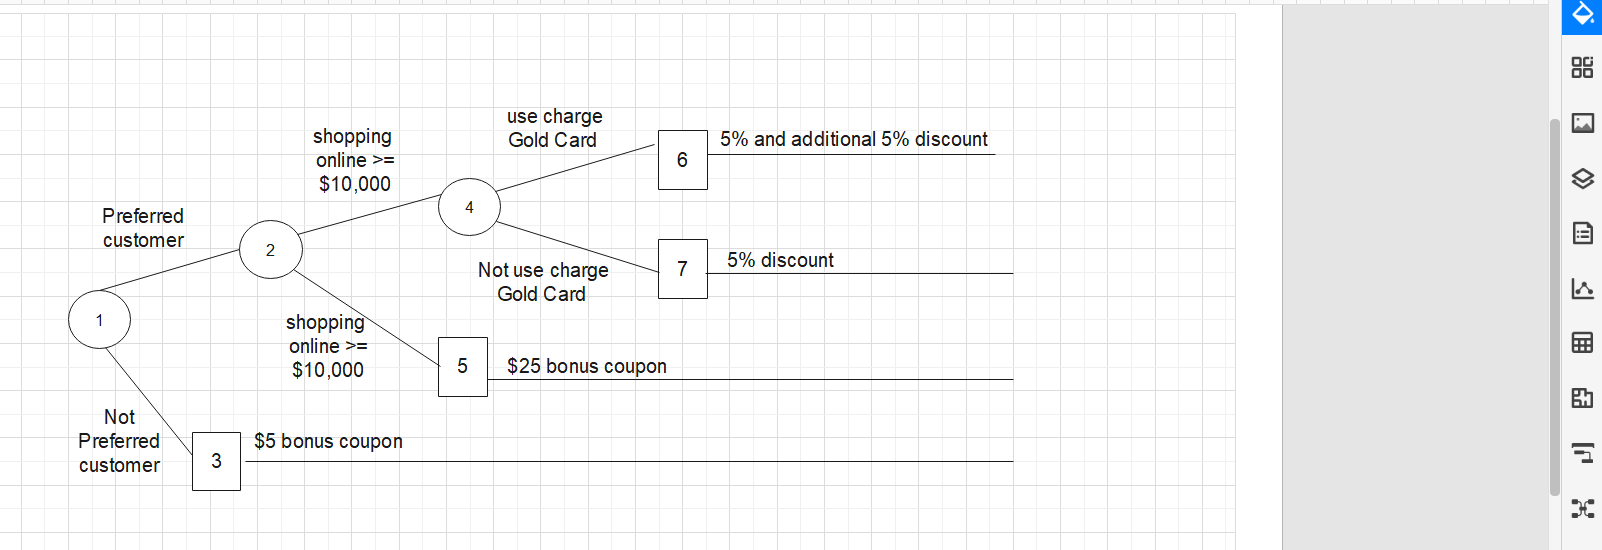 use charge
Gold Card
shopping
online >=
$10,000
6
5% and additional 5% discount
4
Preferred
customer
2
Not use charge
Gold Card
7
5% discount
1
shopping
online >=
$10,000
5
$25 bonus coupon
Not
Preferred
customer
3
$5 bonus coupon